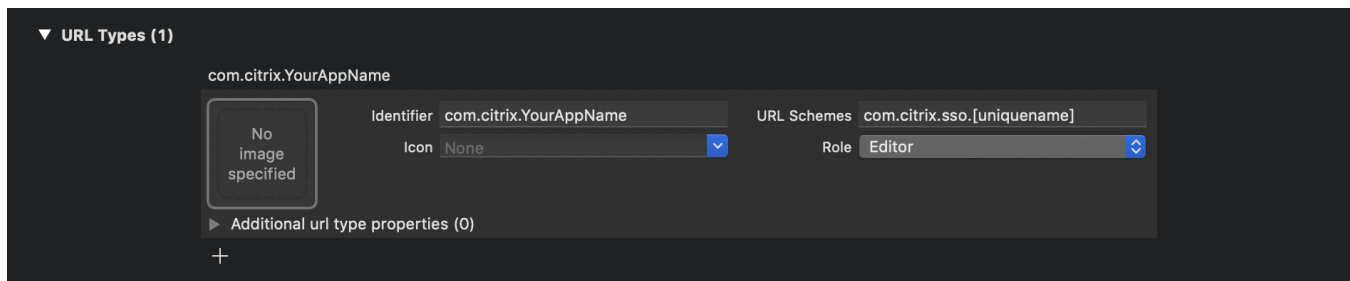 ▼ URL Types (1)
com.citrix.YourAppName
No
image
specified
Identifier com.citrix.YourAppName
URL Schemes com.citrix.sso.[uniquename]
Icon None
Role Editor
Additional url type properties (0)
+